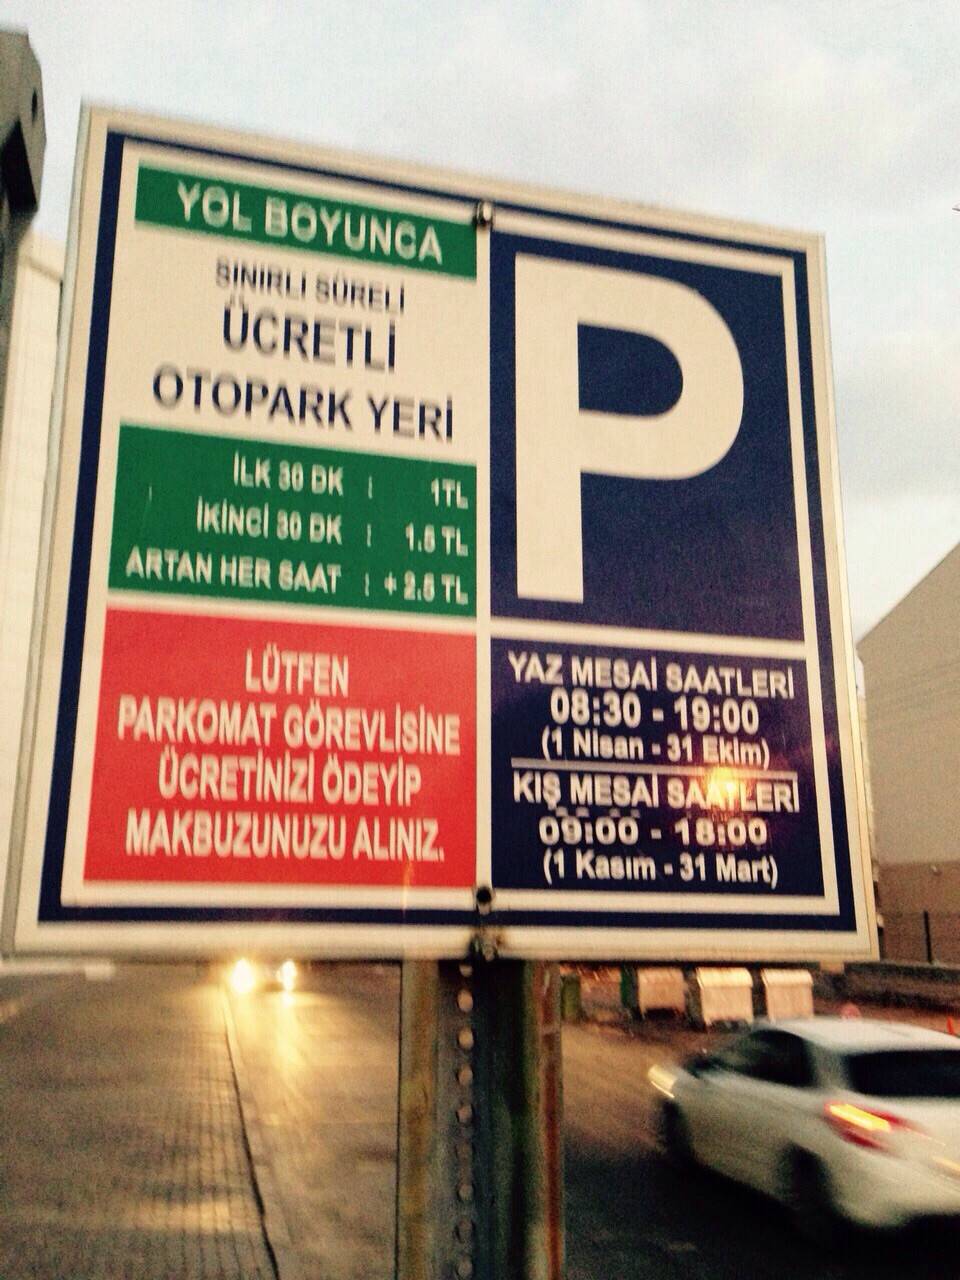 YOL BOYUNCA
SINIRLI SÜRELİ
ÜCRETLİ
OTOPARK YERİ
İLK 30 DK : 1TL
İKİNCİ 30 DK : 1.5 TL
ARTAN HER SAAT : + 2.5 TL
LÜTFEN
PARKOMAT GÖREVLİSİNE
ÜCRETİNİZİ ÖDEYİP
MAKBUZUNUZU ALINIZ.
P
YAZ MESAİ SAATLERİ
08:30 - 19:00
(1 Nisan - 31 Ekim)
KIŞ MESAİ SAATLERİ
09:00 - 18:00
(1 Kasım - 31 Mart)